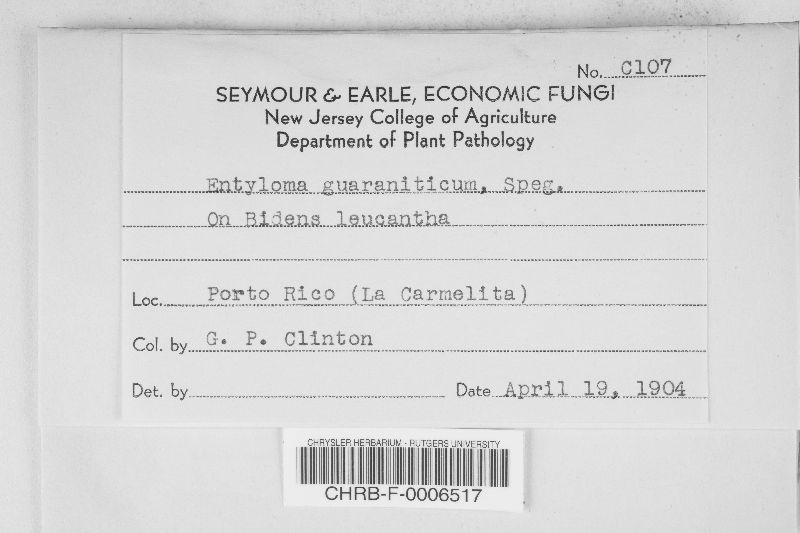 No. C107
SEYMOUR & EARLE, ECONOMIC FUNGI
New Jersey College of Agriculture
Department of Plant Pathology
Entyloma guaraniticum, Speg.
On Bidens leucantha
Loc. Porto Rico (La Carmelita)
Col. by G. P. Clinton
Det. by Date April 19, 1904
CHRYSLER HERBARIUM - RUTGERS UNIVERSITY
CHRB-F-0006517